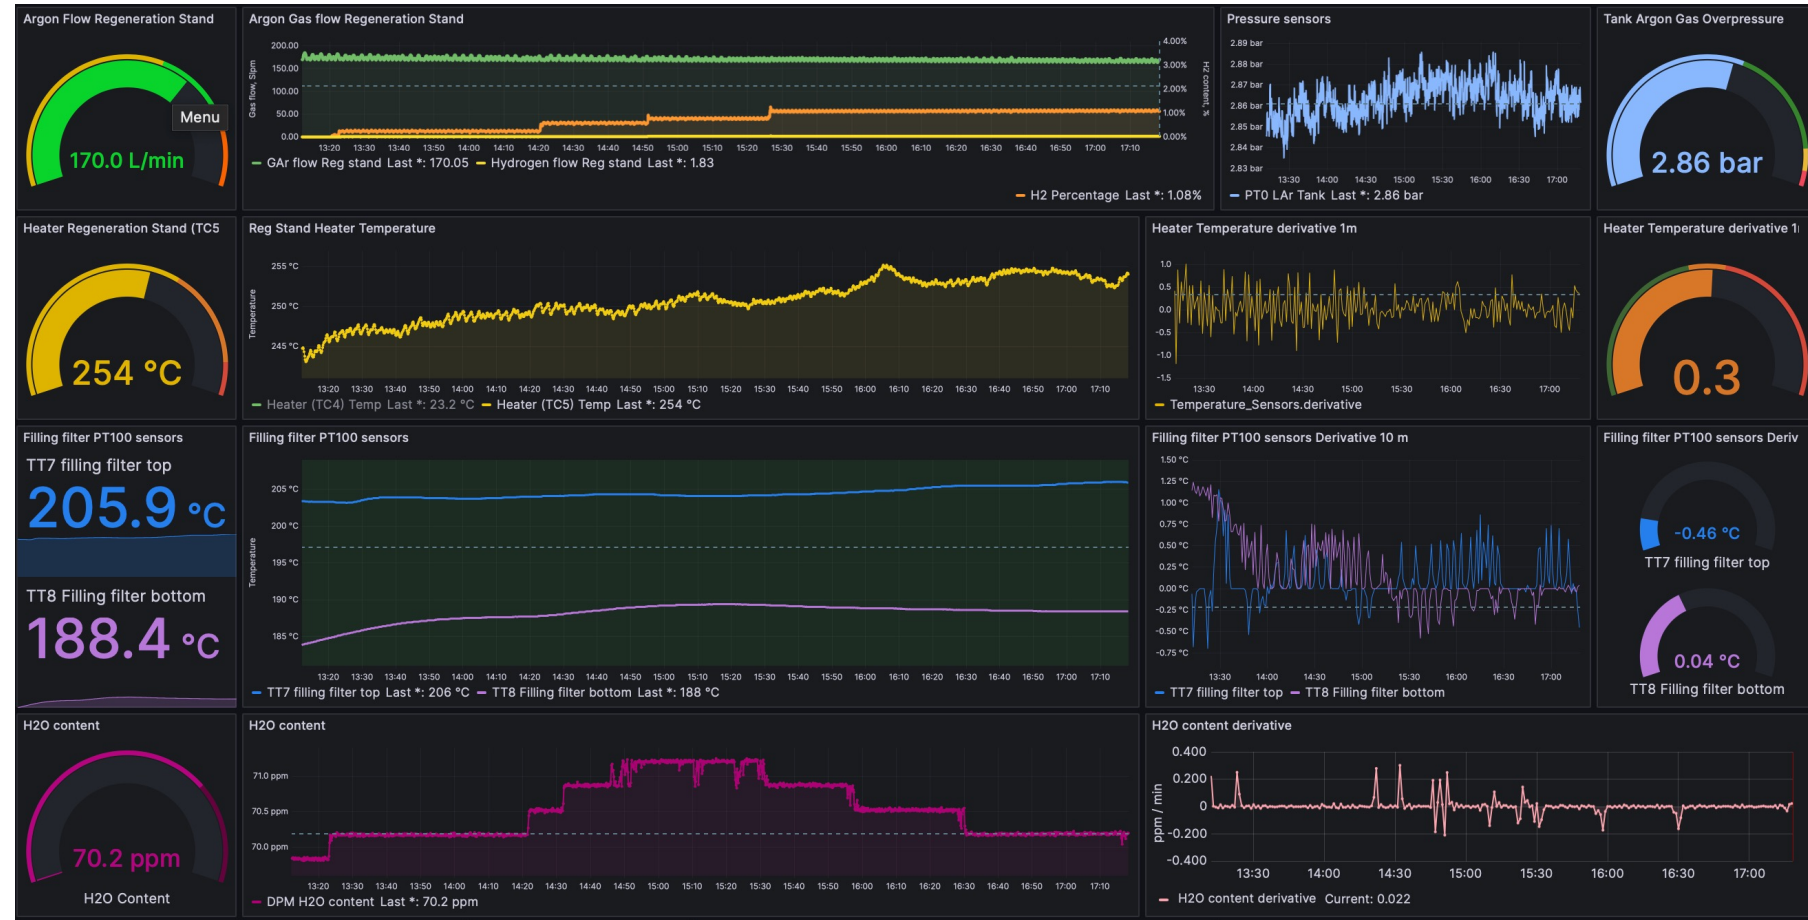 Argon Flow Regeneration Stand
170.0 L/min
Menu
Argon Gas flow Regeneration Stand
200.00
150.00
100.00
50.00
0.00
Gas flow, Slpm
4.00%
3.00%
2.00%
1.00%
0.00%
H2 content, %
13:20 13:30 13:40 13:50 14:00 14:10 14:20 14:30 14:40 14:50 15:00 15:10 15:20 15:30 15:40 15:50 16:00 16:10 16:20 16:30 16:40 16:50 17:00 17:10
GAr flow Reg stand Last *: 170.05 Hydrogen flow Reg stand Last *: 1.83
H2 Percentage Last *: 1.08%
Pressure sensors
2.89 bar
2.88 bar
2.87 bar
2.86 bar
2.85 bar
2.84 bar
2.83 bar
13:30 14:00 14:30 15:00 15:30 16:00 16:30 17:00
PT0 LAr Tank Last *: 2.86 bar
Tank Argon Gas Overpressure
2.86 bar
Heater Regeneration Stand (TC5
254 °C
Reg Stand Heater Temperature
255 °C
250 °C
245 °C
Temperature
13:20 13:30 13:40 13:50 14:00 14:10 14:20 14:30 14:40 14:50 15:00 15:10 15:20 15:30 15:40 15:50 16:00 16:10 16:20 16:30 16:40 16:50 17:00 17:10
Heater (TC4) Temp Last *: 23.2 °C Heater (TC5) Temp Last *: 254 °C
Heater Temperature derivative 1m
1.0
0.5
0.0
-0.5
-1.0
-1.5
13:30 14:00 14:30 15:00 15:30 16:00 16:30 17:00
Temperature_Sensors.derivative
Heater Temperature derivative 1
0.3
Filling filter PT100 sensors
TT7 filling filter top
205.9 °C
TT8 Filling filter bottom
188.4 °C
Filling filter PT100 sensors
205 °C
200 °C
195 °C
190 °C
185 °C
Temperature
13:20 13:30 13:40 13:50 14:00 14:10 14:20 14:30 14:40 14:50 15:00 15:10 15:20 15:30 15:40 15:50 16:00 16:10 16:20 16:30 16:40 16:50 17:00 17:10
TT7 filling filter top Last *: 206 °C TT8 Filling filter bottom Last *: 188 °C
Filling filter PT100 sensors Derivative 10 m
1.50 °C
1.25 °C
1.00 °C
0.75 °C
0.50 °C
0.25 °C
0.00 °C
-0.25 °C
-0.50 °C
-0.75 °C
13:30 14:00 14:30 15:00 15:30 16:00 16:30 17:00
TT7 filling filter top TT8 Filling filter bottom
Filling filter PT100 sensors Deriv
-0.46 °C
TT7 filling filter top
0.04 °C
TT8 Filling filter bottom
H2O content
70.2 ppm
H2O Content
H2O content
71.0 ppm
70.5 ppm
70.0 ppm
13:20 13:30 13:40 13:50 14:00 14:10 14:20 14:30 14:40 14:50 15:00 15:10 15:20 15:30 15:40 15:50 16:00 16:10 16:20 16:30 16:40 16:50 17:00 17:10
DPM H2O content Last *: 70.2 ppm
H2O content derivative
0.400
0.200
0
-0.200
-0.400
ppm / min
13:30 14:00 14:30 15:00 15:30 16:00 16:30 17:00
H2O content derivative Current: 0.022